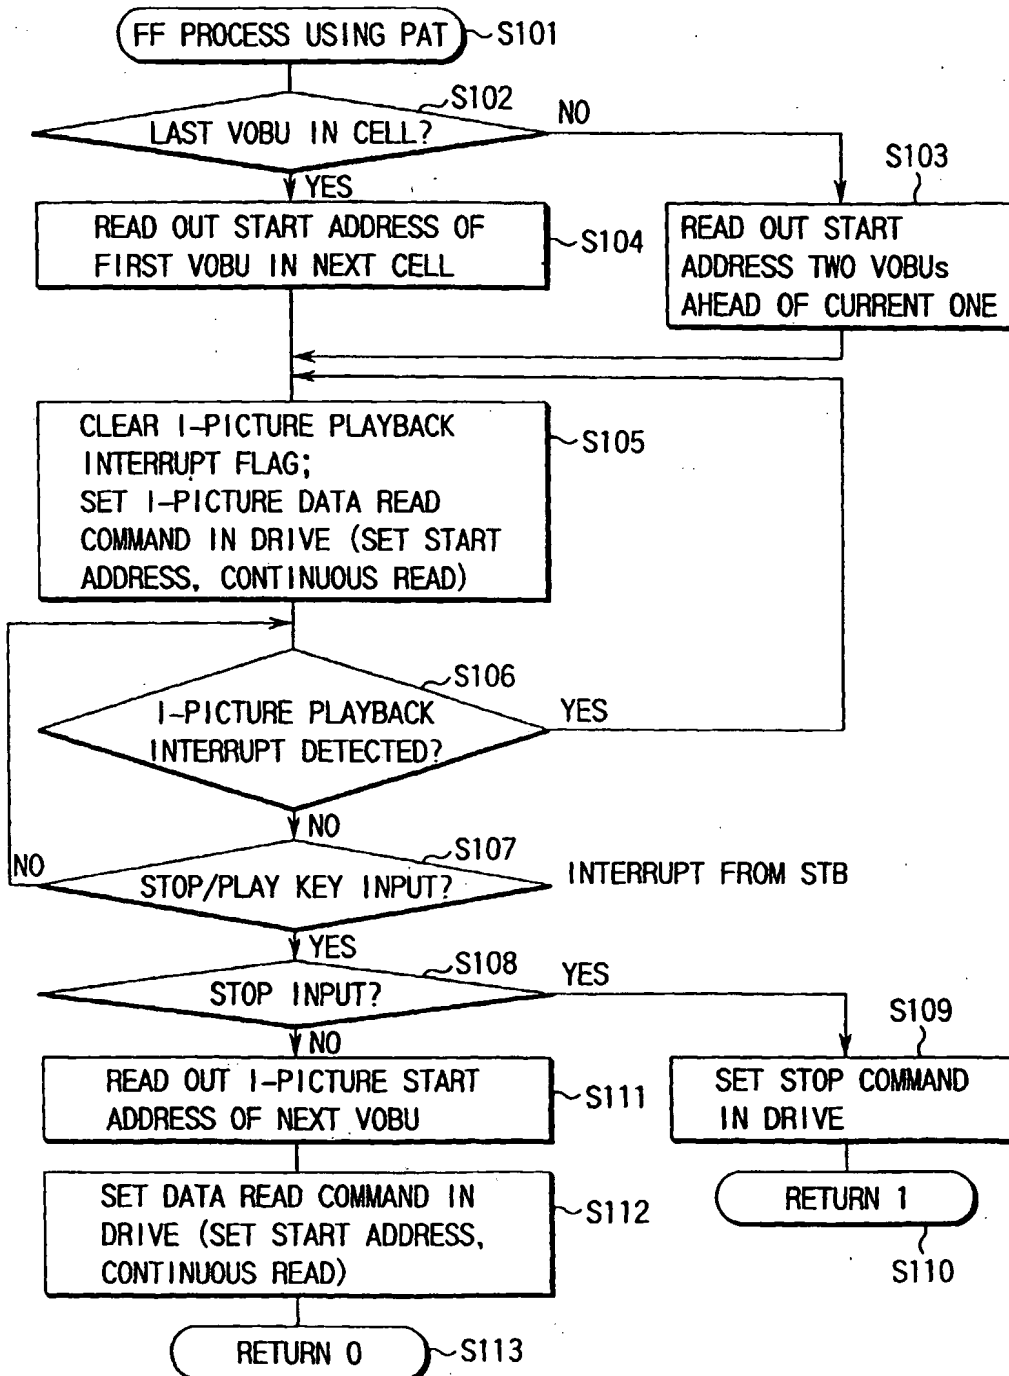 FF PROCESS USING PAT
S101
S102
LAST VOBU IN CELL?
NO
YES
S103
READ OUT START ADDRESS OF
FIRST VOBU IN NEXT CELL
S104
READ OUT START
ADDRESS TWO VOBUs
AHEAD OF CURRENT ONE
CLEAR I-PICTURE PLAYBACK
INTERRUPT FLAG;
SET I-PICTURE DATA READ
COMMAND IN DRIVE (SET START
ADDRESS, CONTINUOUS READ)
S105
S106
I-PICTURE PLAYBACK
INTERRUPT DETECTED?
YES
NO
S107
NO
STOP/PLAY KEY INPUT?
INTERRUPT FROM STB
YES
S108
STOP INPUT?
YES
NO
S109
READ OUT I-PICTURE START
ADDRESS OF NEXT VOBU
S111
SET STOP COMMAND
IN DRIVE
SET DATA READ COMMAND IN
DRIVE (SET START ADDRESS,
CONTINUOUS READ)
S112
RETURN 1
S110
RETURN 0
S113